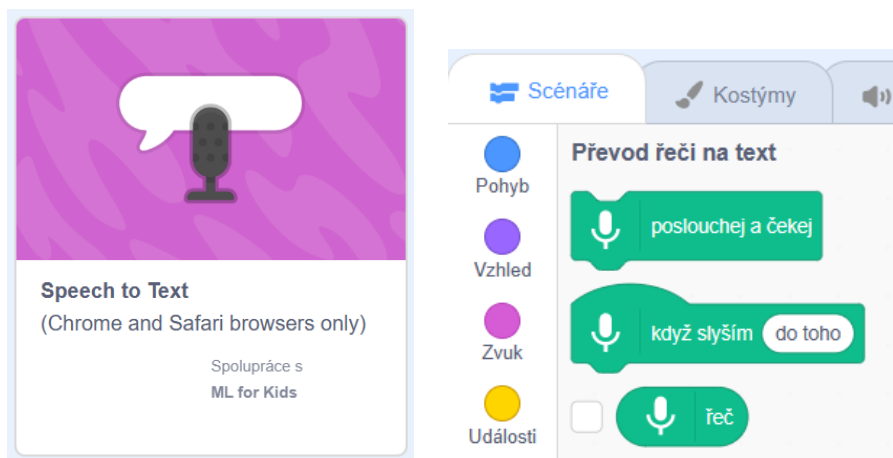 Speech to Text
(Chrome and Safari browsers only)
Spolupráce s
ML for Kids
Scénáře
Kostýmy
Pohyb
Vzhled
Zvuk
Události
Převod řeči na text
poslouchej a čekej
když slyším do toho
řeč